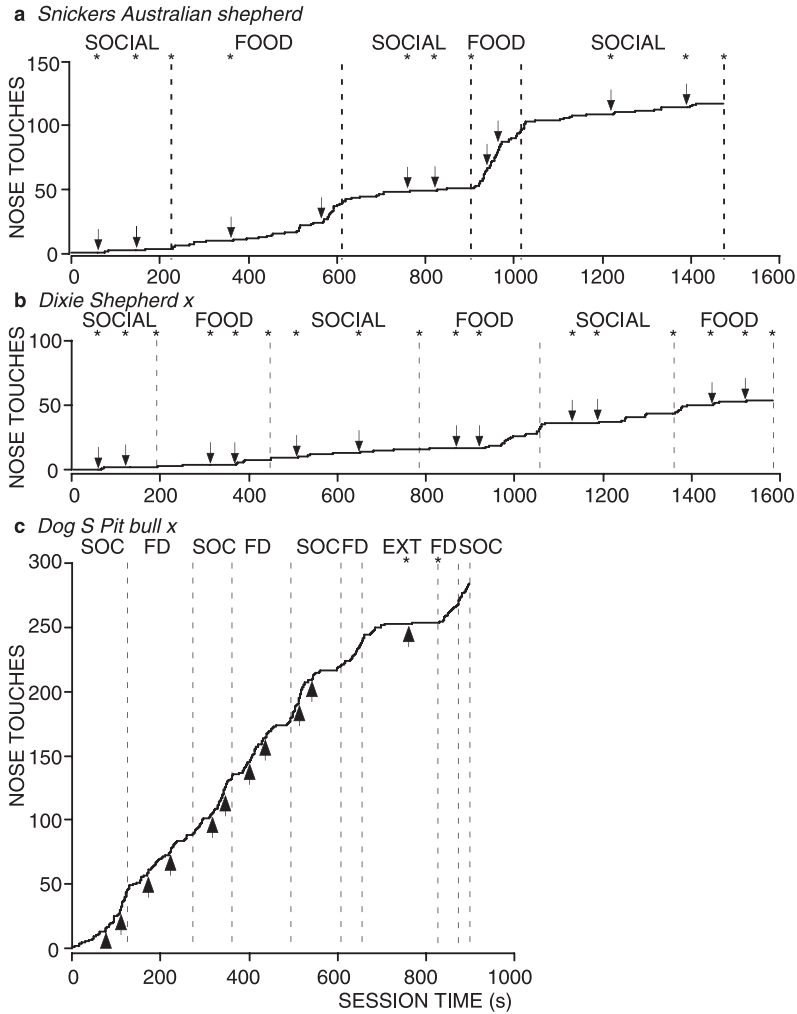 a Snickers Australian shepherd
SOCIAL FOOD SOCIAL FOOD SOCIAL
* * * * * * * * * *
150
100
50
0
NOSE TOUCHES
0 200 400 600 800 1000 1200 1400 1600
b Dixie Shepherd x
SOCIAL FOOD SOCIAL FOOD SOCIAL FOOD
* * * * * * * * * * * * * * * * *
100
50
0
NOSE TOUCHES
0 200 400 600 800 1000 1200 1400 1600
c Dog S Pit bull x
SOC FD SOC FD SOC FD EXT FD SOC
* *
300
250
200
150
100
50
0
NOSE TOUCHES
0 200 400 600 800 1000
SESSION TIME (s)